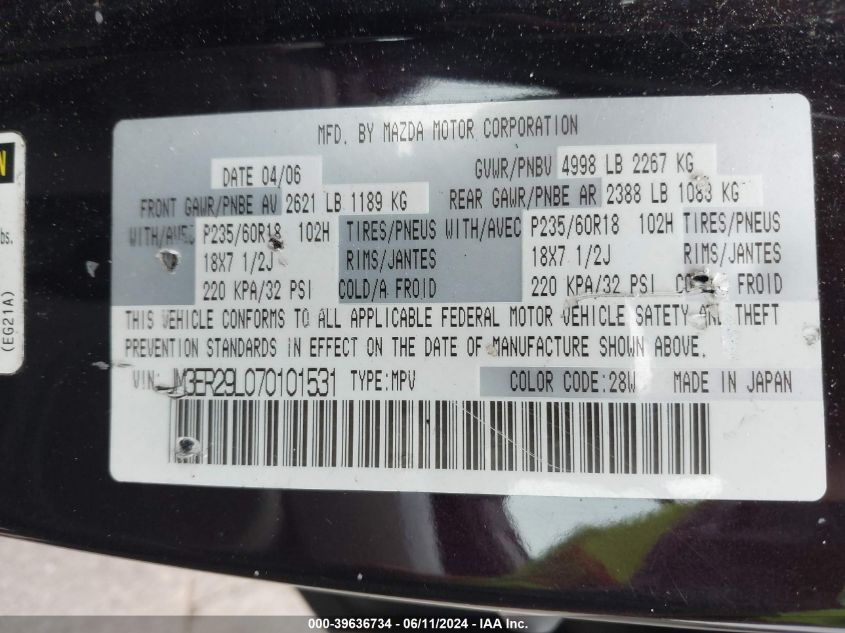 MFD. BY MAZDA MOTOR CORPORATION
DATE 04/06 GVWR/PNBV 4998 LB 2267 KG
FRONT GAWR/PNBE AV 2621 LB 1189 KG REAR GAWR/PNBE AR 2388 LB 1083 KG
WITH/AVEC P235/60R18 102H TIRES/PNEUS WITH/AVEC P235/60R18 102H TIRES/PNEUS
18X7 1/2J RIMS/JANTES 18X7 1/2J RIMS/JANTES
220 KPA/32 PSI COLD/A FROID 220 KPA/32 PSI FROID
THIS VEHICLE CONFORMS TO ALL APPLICABLE FEDERAL MOTOR VEHICLE SAFETY AND THEFT
PREVENTION STANDARDS IN EFFECT ON THE DATE OF MANUFACTURE SHOWN ABOVE.
VIN: JM3ER29L070101531 TYPE:MPV COLOR CODE:28W MADE IN JAPAN
N
bs.
(EG21A)
000-39636734 - 06/11/2024 - IAA Inc.